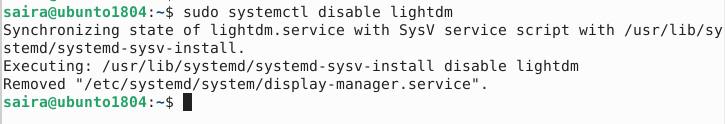 saira@ubunto1804:~$ sudo systemctl disable lightdm
Synchronizing state of lightdm.service with SysV service script with /usr/lib/sy
stemd/systemd-sysv-install.
Executing: /usr/lib/systemd/systemd-sysv-install disable lightdm
Removed "/etc/systemd/system/display-manager.service".
saira@ubunto1804:~$